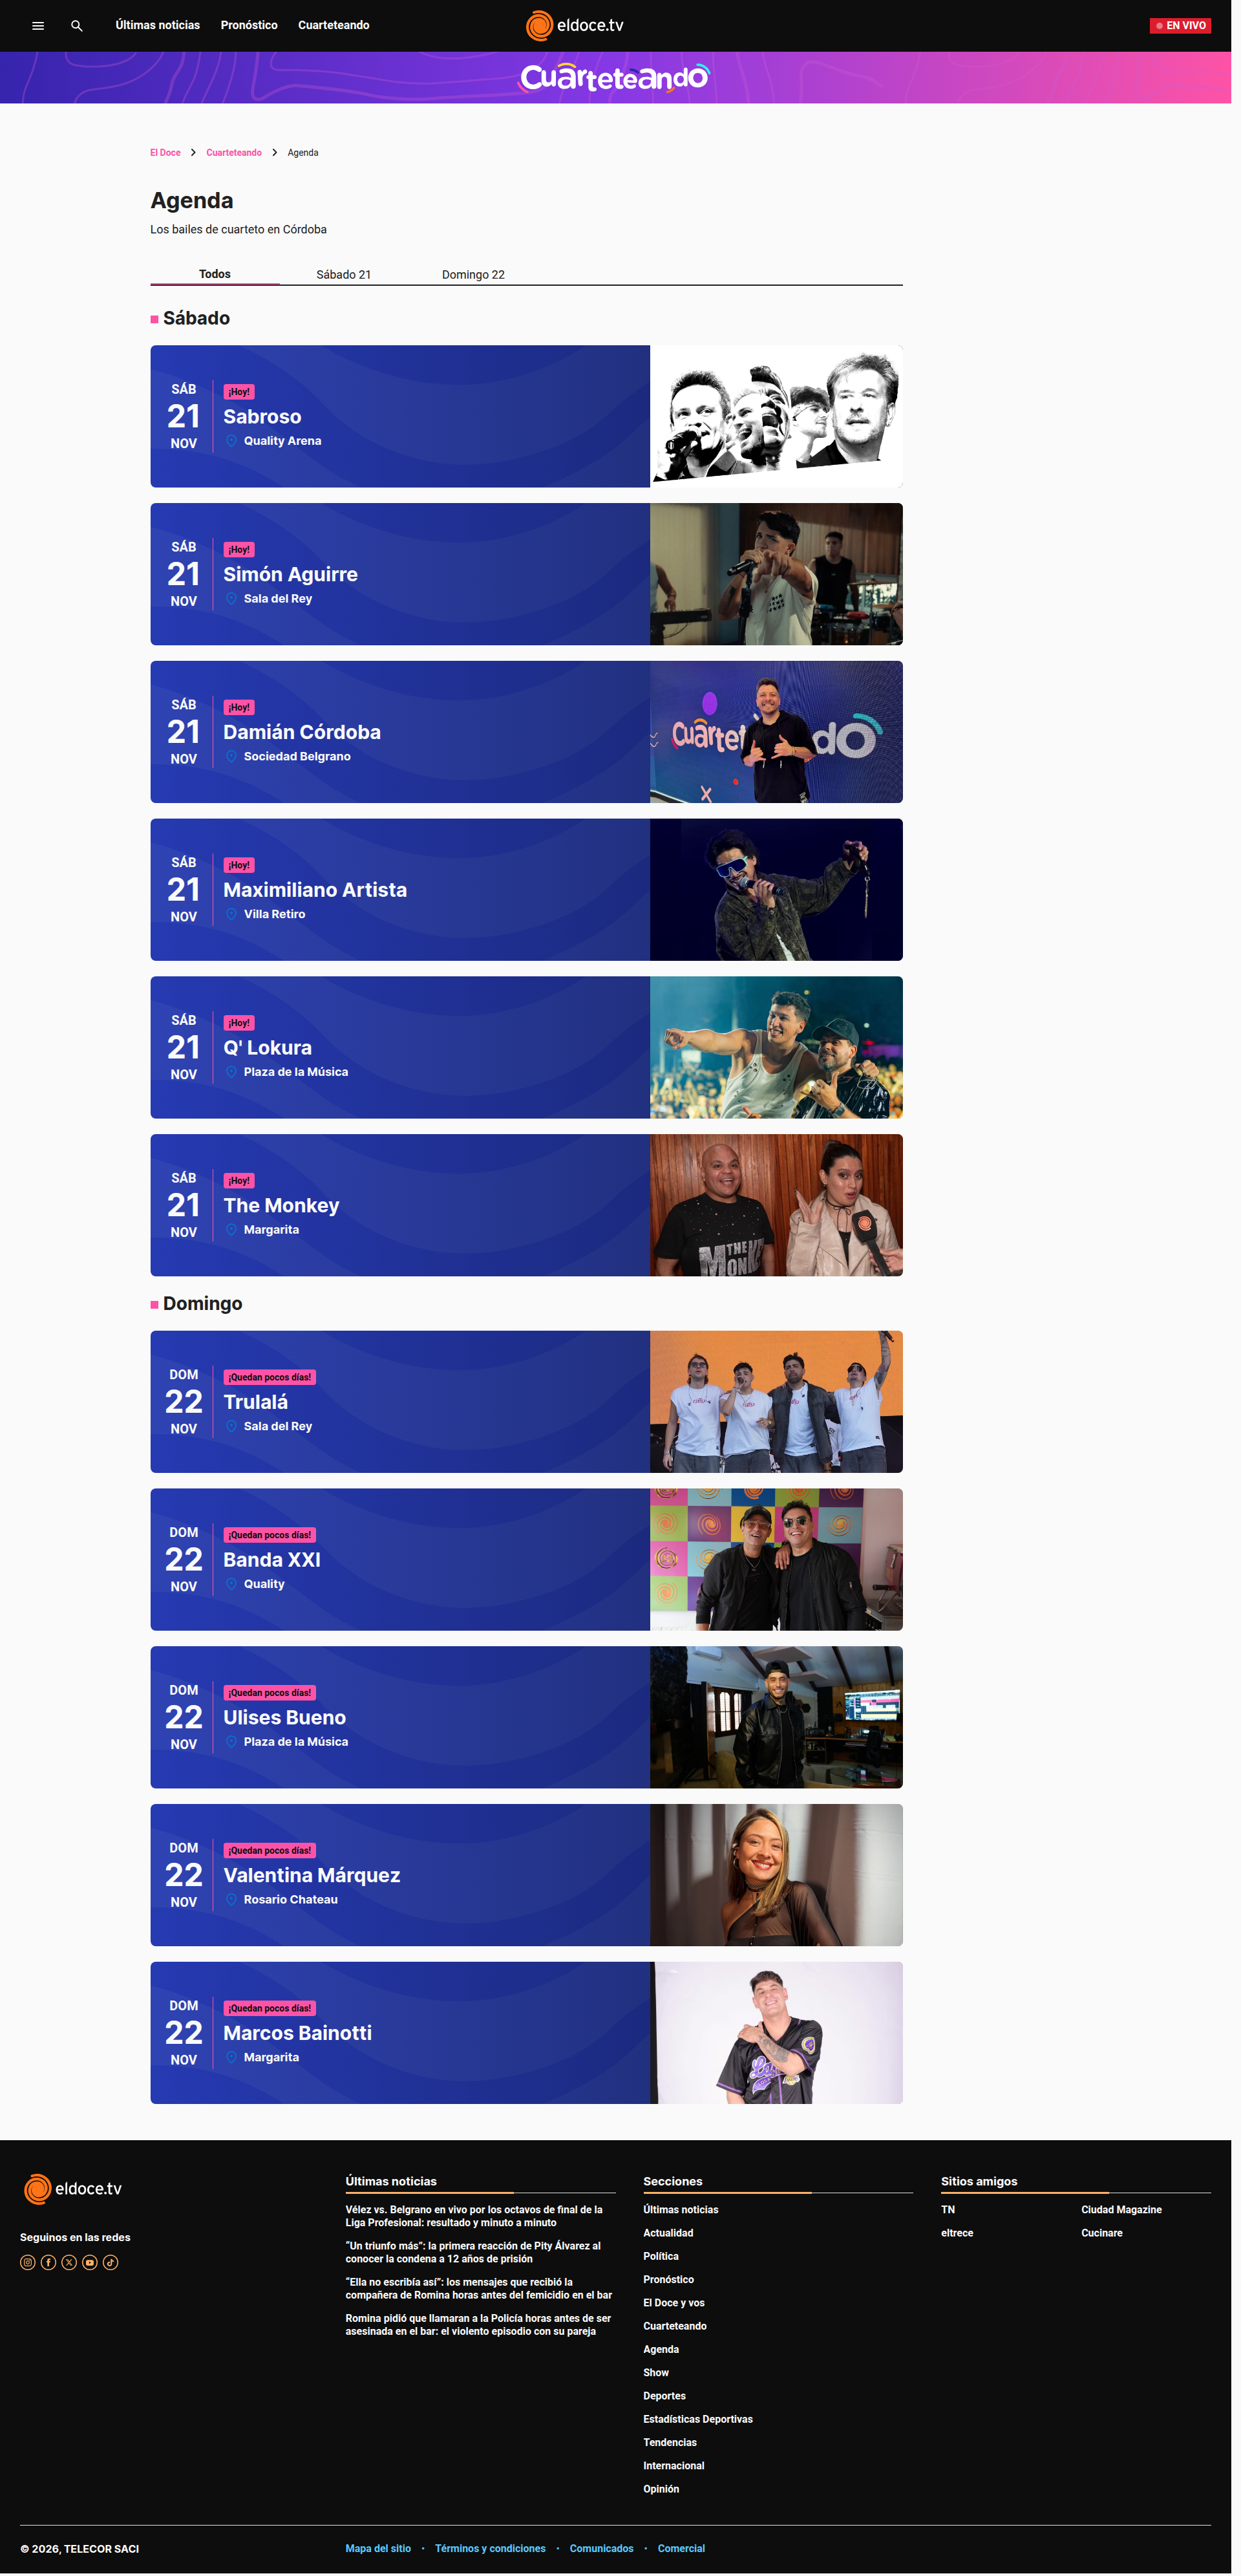 Últimas noticias Pronóstico Cuarteteando eldoce.tv EN VIVO
Cuarteteando
El Doce Cuarteteando Agenda
Agenda
Los bailes de cuarteto en Córdoba
Todos Sábado 21 Domingo 22
Sábado
SÁB
21
NOV
¡Hoy!
Sabroso
Quality Arena
SÁB
21
NOV
¡Hoy!
Simón Aguirre
Sala del Rey
SÁB
21
NOV
¡Hoy!
Damián Córdoba
Sociedad Belgrano
SÁB
21
NOV
¡Hoy!
Maximiliano Artista
Villa Retiro
SÁB
21
NOV
¡Hoy!
Q' Lokura
Plaza de la Música
SÁB
21
NOV
¡Hoy!
The Monkey
Margarita
THE
Domingo
DOM
22
NOV
¡Quedan pocos días!
Trulalá
Sala del Rey
DOM
22
NOV
¡Quedan pocos días!
Banda XXI
Quality
DOM
22
NOV
¡Quedan pocos días!
Ulises Bueno
Plaza de la Música
DOM
22
NOV
¡Quedan pocos días!
Valentina Márquez
Rosario Chateau
DOM
22
NOV
¡Quedan pocos días!
Marcos Bainotti
Margarita
eldoce.tv
Seguinos en las redes
Últimas noticias
Vélez vs. Belgrano en vivo por los octavos de final de la
Liga Profesional: resultado y minuto a minuto
“Un triunfo más”: la primera reacción de Pity Álvarez al
conocer la condena a 12 años de prisión
“Ella no escribía así”: los mensajes que recibió la
compañera de Romina horas antes del femicidio en el bar
Romina pidió que llamaran a la Policía horas antes de ser
asesinada en el bar: el violento episodio con su pareja
Secciones
Últimas noticias
Actualidad
Política
Pronóstico
El Doce y vos
Cuarteteando
Agenda
Show
Deportes
Estadísticas Deportivas
Tendencias
Internacional
Opinión
Sitios amigos
TN Ciudad Magazine
eltrece Cucinare
© 2026, TELECOR SACI
Mapa del sitio • Términos y condiciones • Comunicados • Comercial